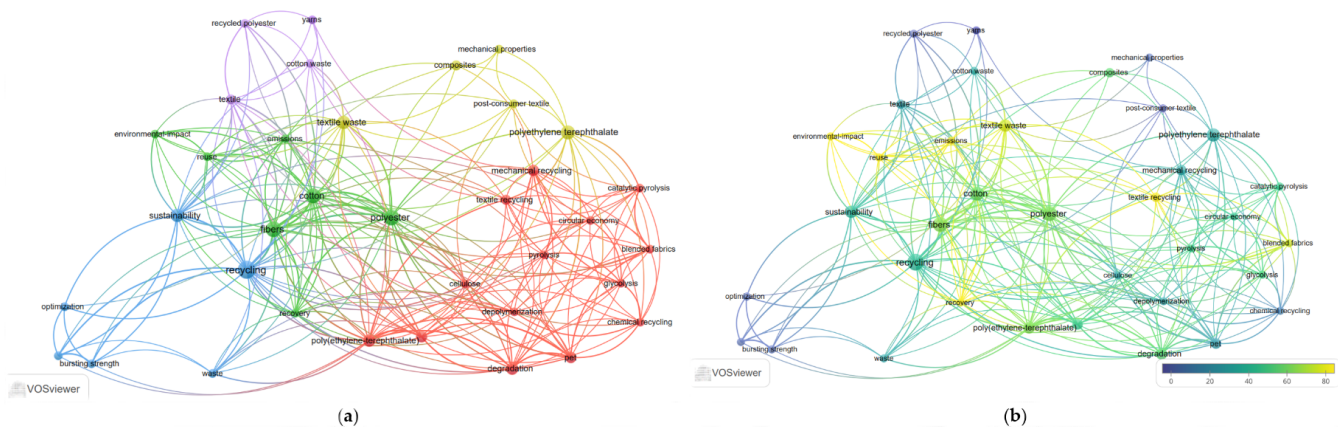 recycled polyester
yarns
mechanical properties
cotton waste
composites
textile
post-consumer textile
environmental-impact
emissions
textile waste
polyethylene terephthalate
reuse
mechanical recycling
cotton
textile recycling
catalytic pyrolysis
sustainability
polyester
circular economy
fibers
blended fabrics
pyrolysis
recycling
cellulose
glycolysis
optimization
recovery
depolymerization
chemical recycling
poly(ethylene-terephthalate)
bursting strength
waste
degradation
pet
VOSviewer
(a)
recycled polyester
yarns
mechanical properties
cotton waste
composites
textile
post-consumer textile
environmental-impact
emissions
textile waste
polyethylene terephthalate
reuse
mechanical recycling
cotton
textile recycling
catalytic pyrolysis
sustainability
polyester
circular economy
fibers
blended fabrics
pyrolysis
recycling
cellulose
glycolysis
optimization
recovery
depolymerization
chemical recycling
poly(ethylene-terephthalate)
bursting strength
waste
degradation
pet
VOSviewer
0 20 40 60 80
(b)